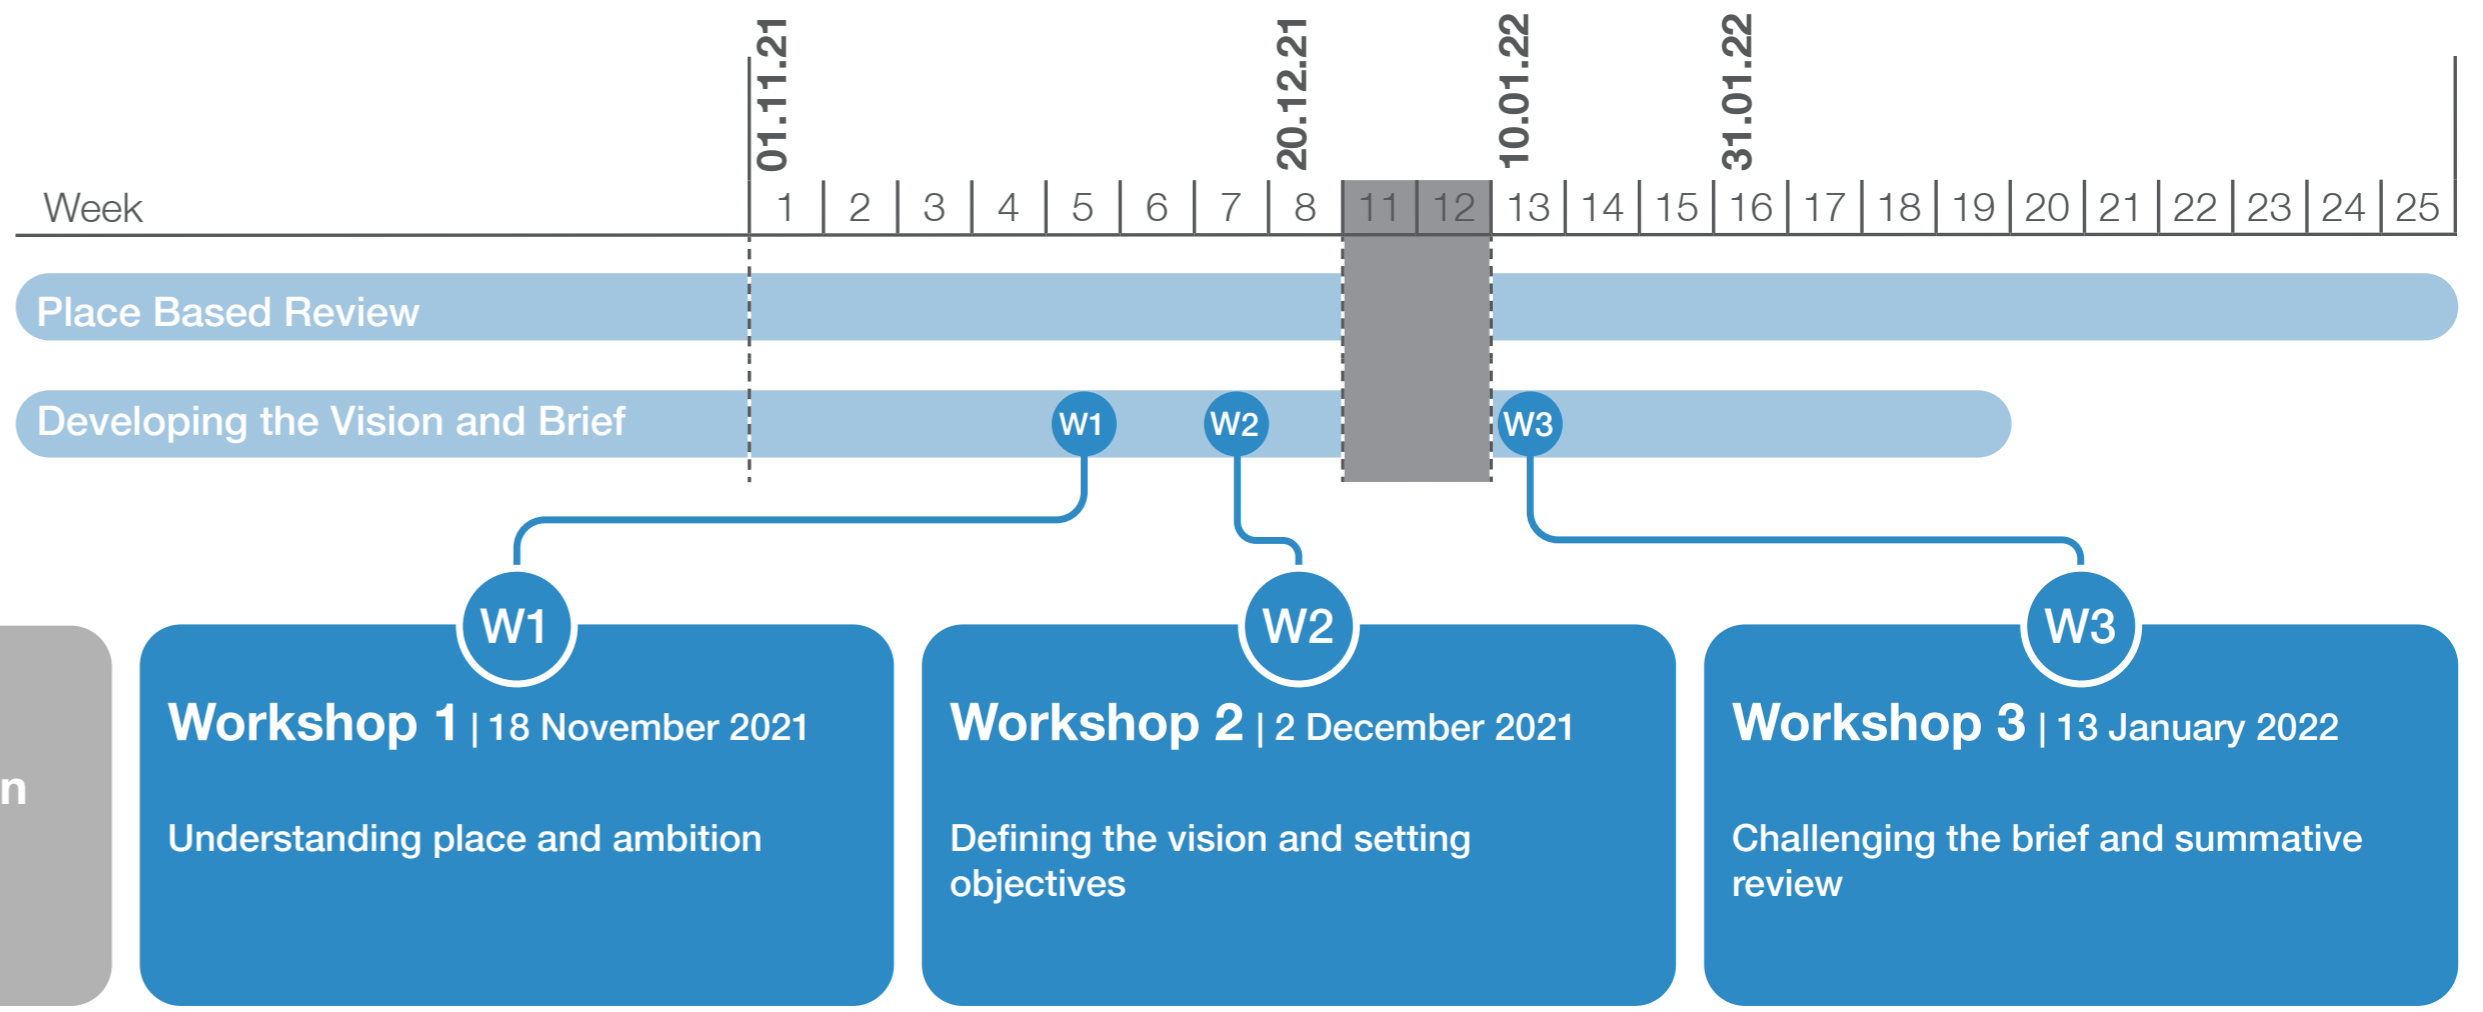 01.11.21
20.12.21
10.01.22
31.01.22
Week 1 2 3 4 5 6 7 8 11 12 13 14 15 16 17 18 19 20 21 22 23 24 25
Place Based Review
Developing the Vision and Brief W1 W2 W3
W1 W2 W3
Workshop 1 | 18 November 2021
Understanding place and ambition
Workshop 2 | 2 December 2021
Defining the vision and setting
objectives
Workshop 3 | 13 January 2022
Challenging the brief and summative
review
n